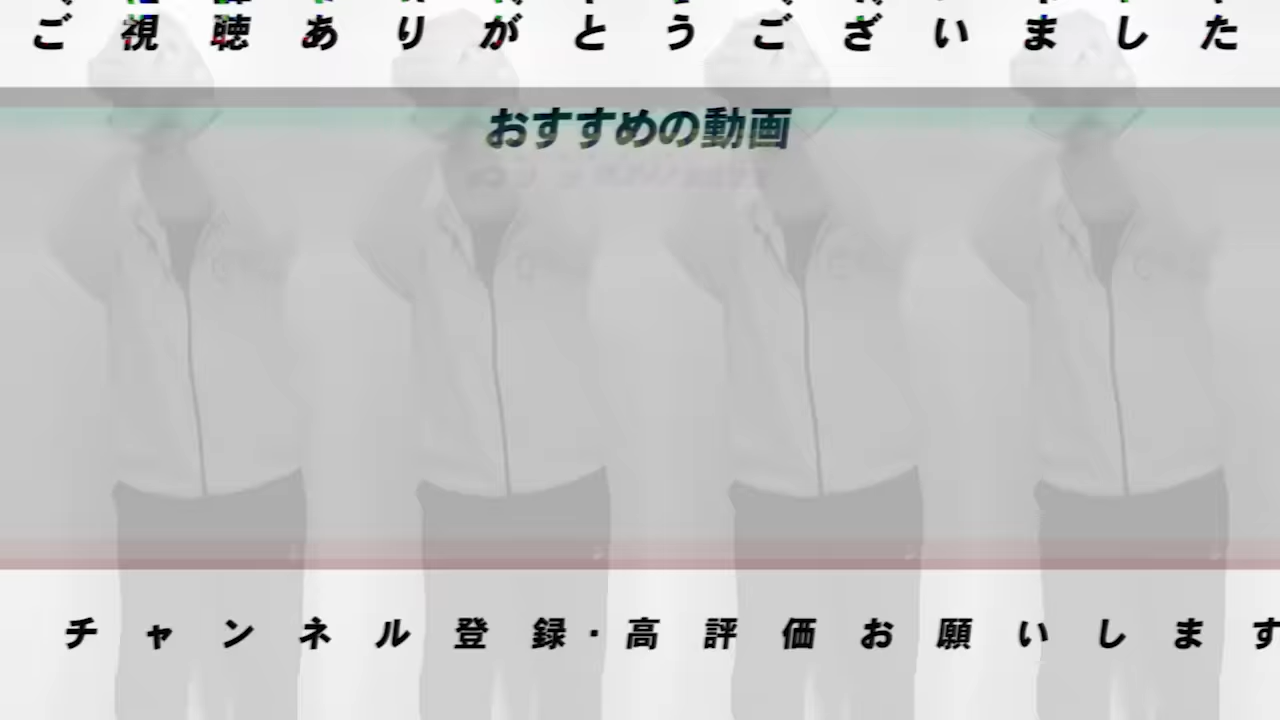 ご視聴ありがとうございました
おすすめの動画
チャンネル登録・高評価お願いします